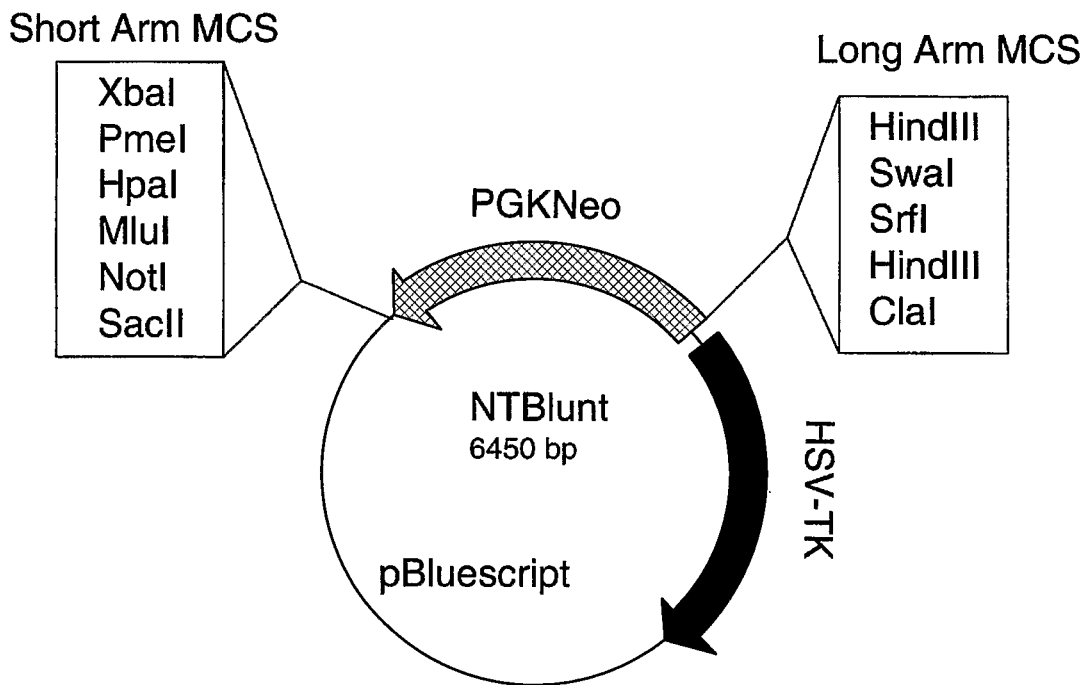 Short Arm MCS
XbaI
PmeI
HpaI
MluI
NotI
SacII
Long Arm MCS
HindIII
SwaI
SrfI
HindIII
ClaI
PGKNeo
NTBlunt
6450 bp
HSV-TK
pBluescript